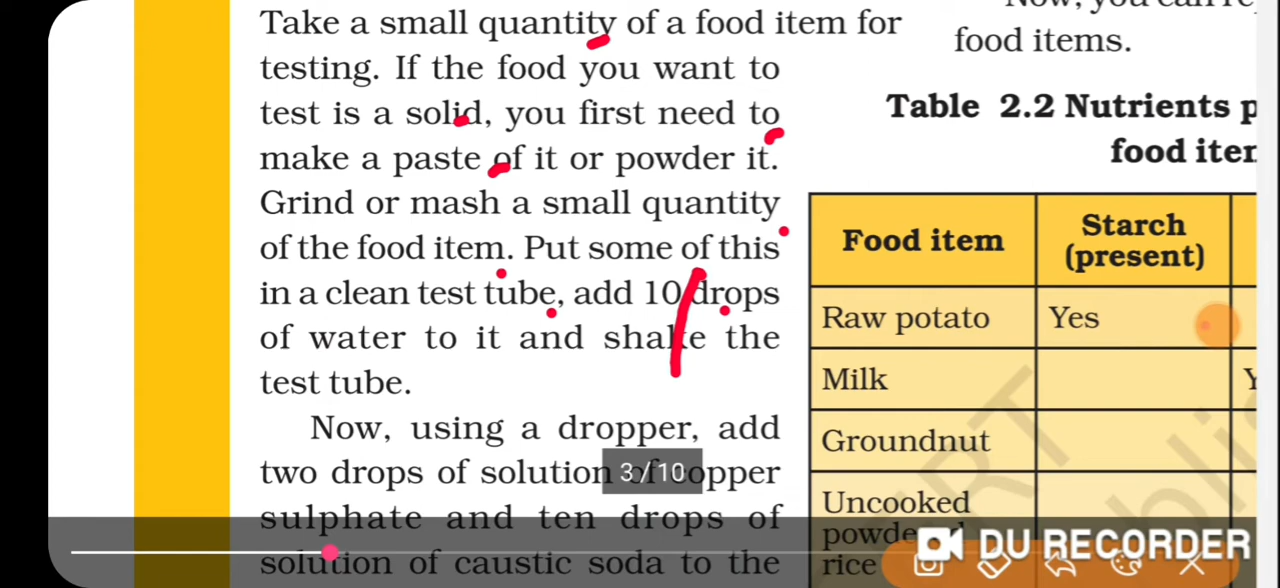 Take a small quantity of a food item for
testing. If the food you want to
test is a solid, you first need to
make a paste of it or powder it.
Grind or mash a small quantity
of the food item. Put some of this
in a clean test tube, add 10 drops
of water to it and shake the
test tube.
Now, using a dropper, add
two drops of solution of copper
sulphate and ten drops of
solution of caustic soda to the
3 / 10
food items.
Table 2.2 Nutrients
food
Food item
Starch
(present)
Raw potato
Yes
Milk
Groundnut
Uncooked
powdered
rice
DU RECORDER